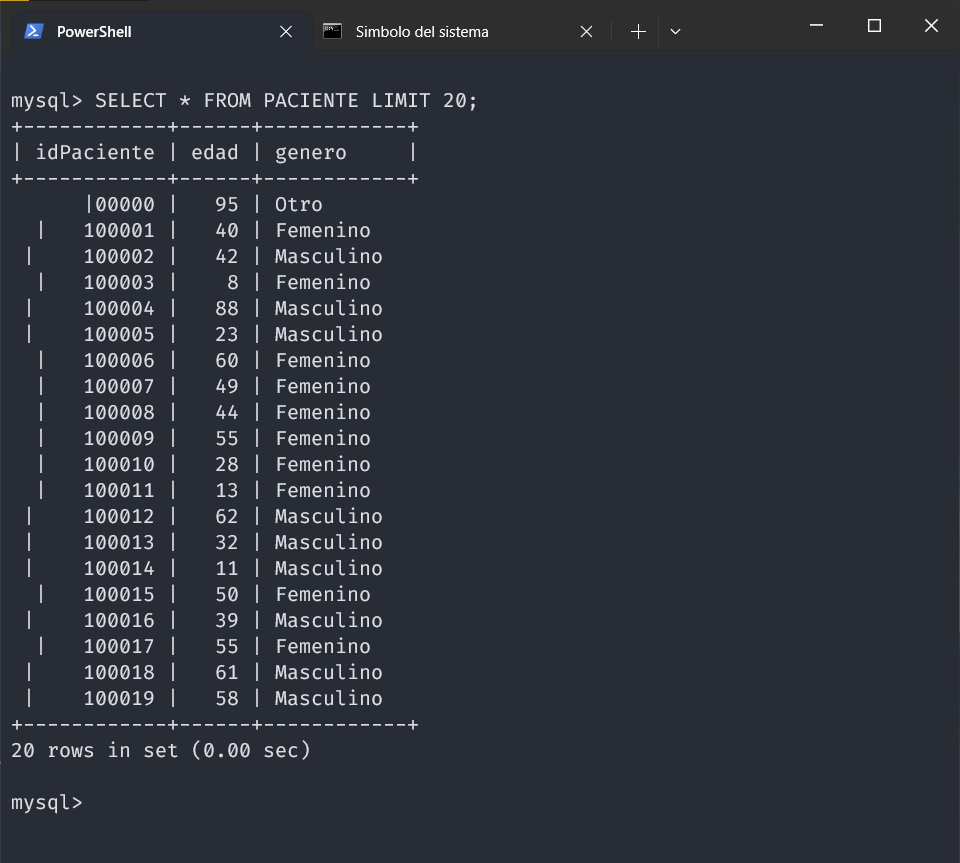 PowerShell Simbolo del sistema
mysql> SELECT * FROM PACIENTE LIMIT 20;
+------------+------+------------+
| idPaciente | edad | genero     |
+------------+------+------------+
      |00000 |   95 | Otro
  |   100001 |   40 | Femenino
 |    100002 |   42 | Masculino
  |   100003 |    8 | Femenino
 |    100004 |   88 | Masculino
 |    100005 |   23 | Masculino
  |   100006 |   60 | Femenino
  |   100007 |   49 | Femenino
  |   100008 |   44 | Femenino
  |   100009 |   55 | Femenino
  |   100010 |   28 | Femenino
  |   100011 |   13 | Femenino
 |    100012 |   62 | Masculino
 |    100013 |   32 | Masculino
 |    100014 |   11 | Masculino
  |   100015 |   50 | Femenino
 |    100016 |   39 | Masculino
  |   100017 |   55 | Femenino
 |    100018 |   61 | Masculino
 |    100019 |   58 | Masculino
+------------+------+------------+
20 rows in set (0.00 sec)
mysql>